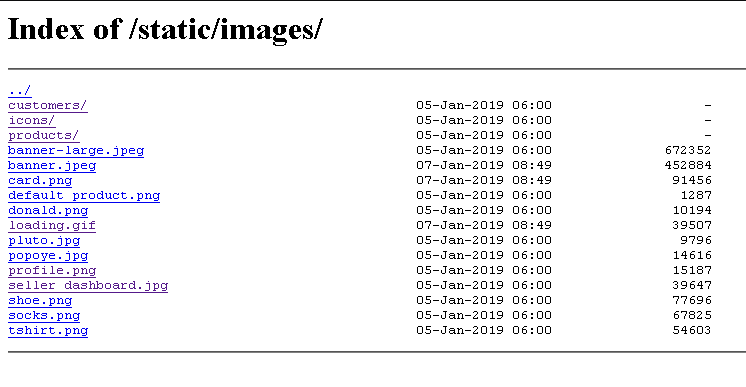 Index of /static/images/
../
customers/ 05-Jan-2019 06:00 -
icons/ 05-Jan-2019 06:00 -
products/ 05-Jan-2019 06:00 -
banner-large.jpeg 05-Jan-2019 06:00 672352
banner.jpeg 07-Jan-2019 08:49 452884
card.png 07-Jan-2019 08:49 91456
default_product.png 05-Jan-2019 06:00 1287
donald.png 05-Jan-2019 06:00 10194
loading.gif 07-Jan-2019 08:49 39507
pluto.jpg 05-Jan-2019 06:00 9796
popoye.jpg 05-Jan-2019 06:00 14616
profile.png 05-Jan-2019 06:00 15187
seller_dashboard.jpg 05-Jan-2019 06:00 39647
shoe.png 05-Jan-2019 06:00 77696
socks.png 05-Jan-2019 06:00 67825
tshirt.png 05-Jan-2019 06:00 54603